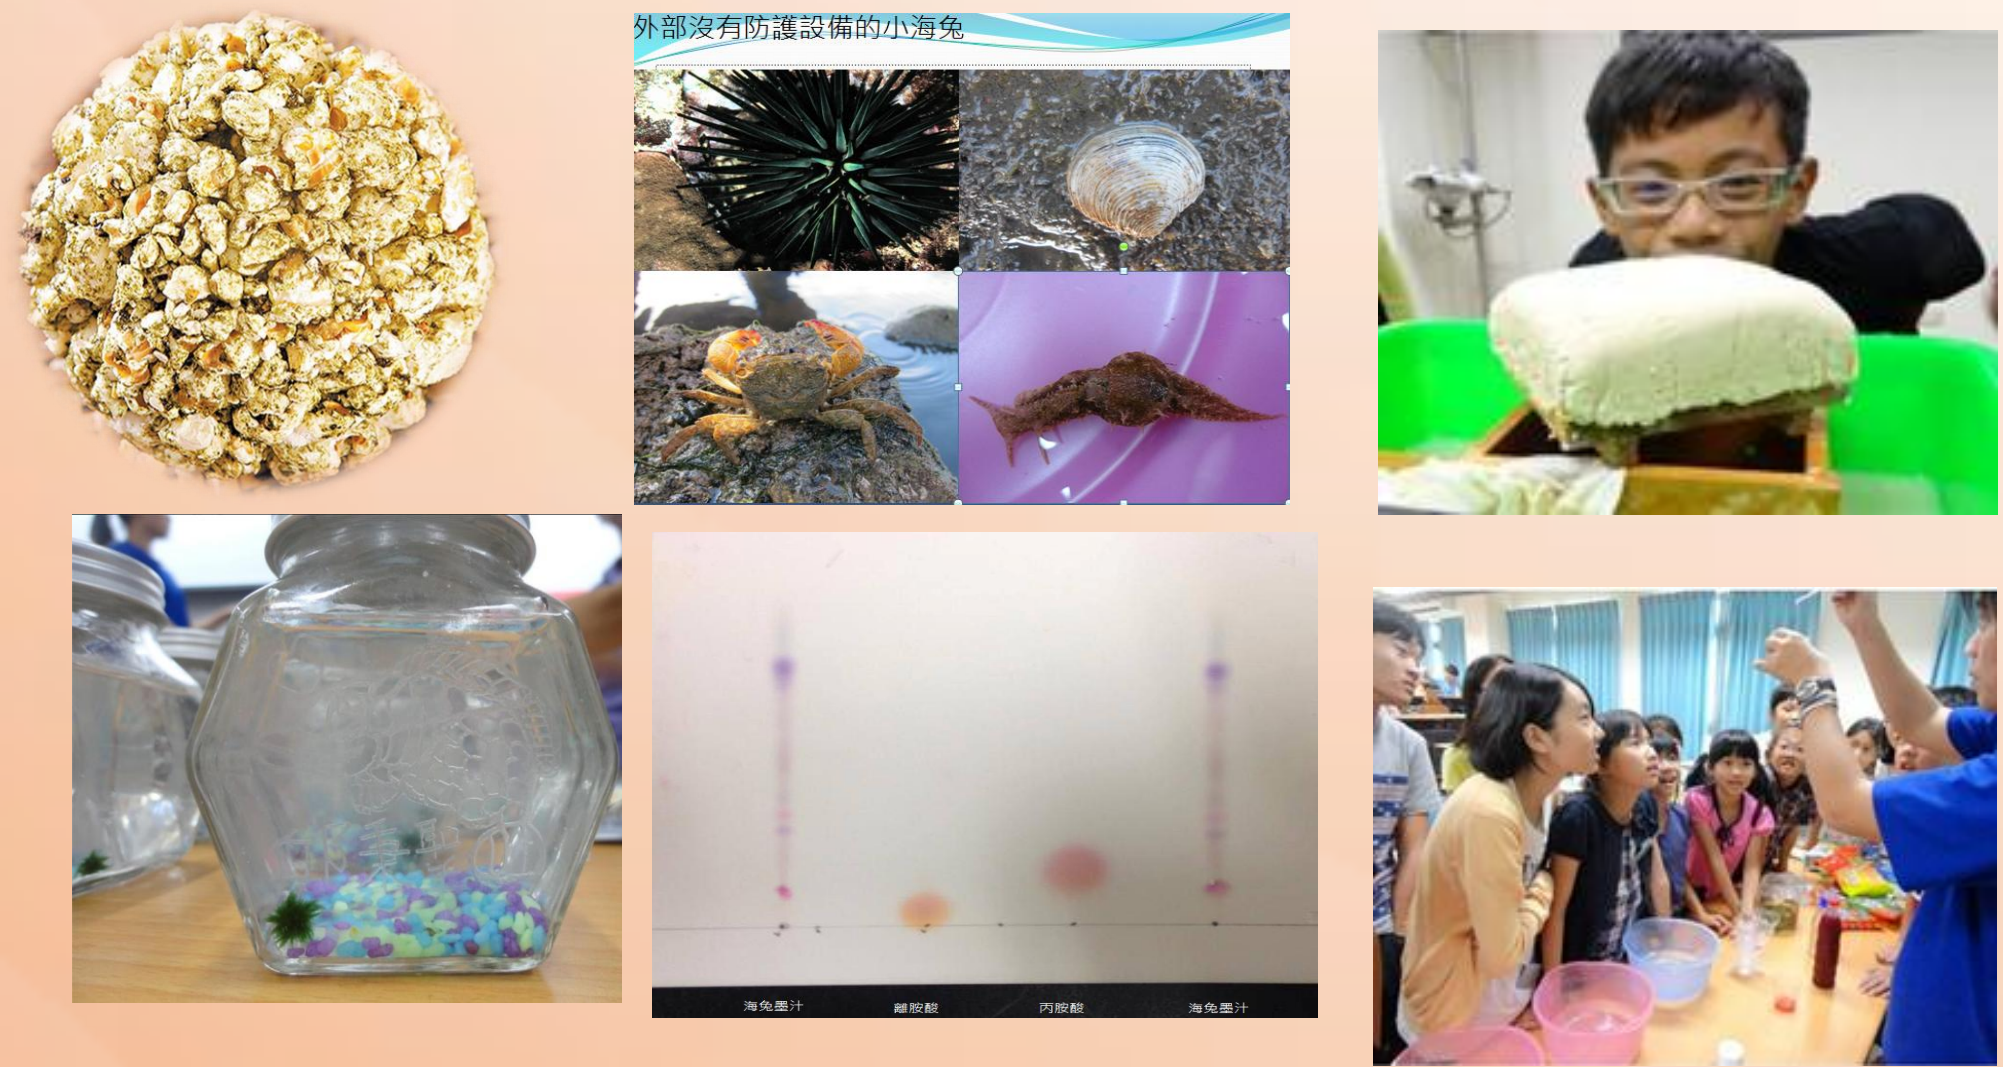 外部沒有防護設備的小海兔
海兔墨汁
離胺酸
丙胺酸
海兔墨汁